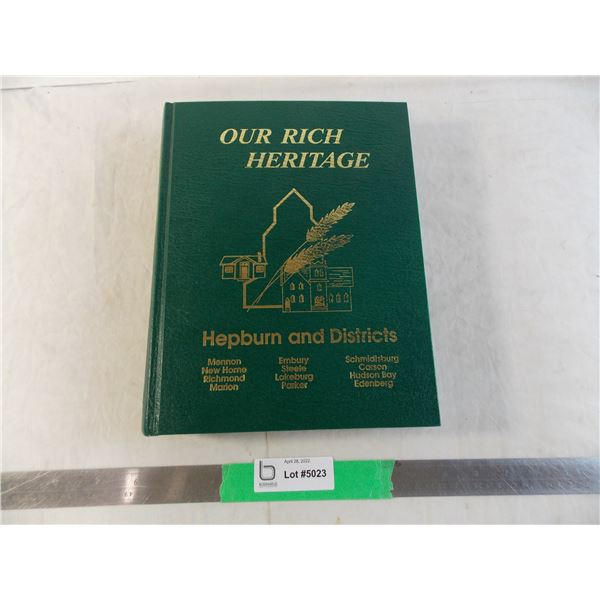 OUR RICH
HERITAGE
Hepburn and Districts
Mennon
New Home
Richmond
Marion
Embury
Steele
Lakeburg
Parker
Schmidtsburg
Carson
Hudson Bay
Edenberg
April 28, 2022
Lot #5023